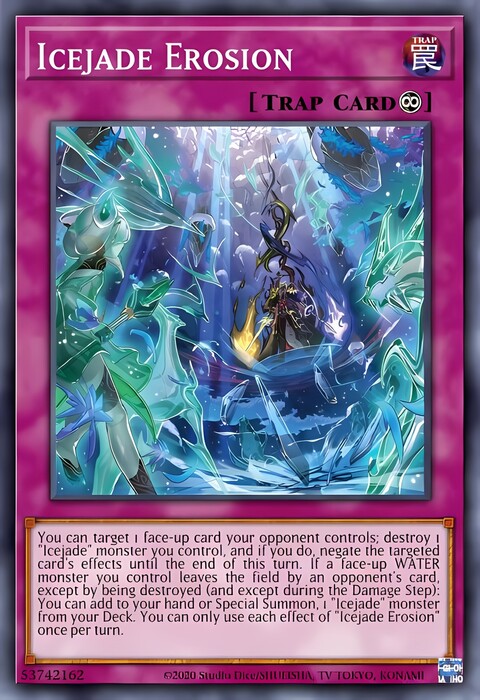 ICEJADE EROSION
TRAP
罠
[TRAP CARD]
You can target 1 face-up card your opponent controls; destroy 1
"Icejade" monster you control, and if you do, negate the targeted
card's effects until the end of this turn. If a face-up WATER
monster you control leaves the field by an opponent's card,
except by being destroyed (and except during the Damage Step):
You can add to your hand or Special Summon, 1 "Icejade" monster
from your Deck. You can only use each effect of "Icejade Erosion"
once per turn.
53742162
©2020 Studio Dice/SHUEISHA, TV TOKYO, KONAMI